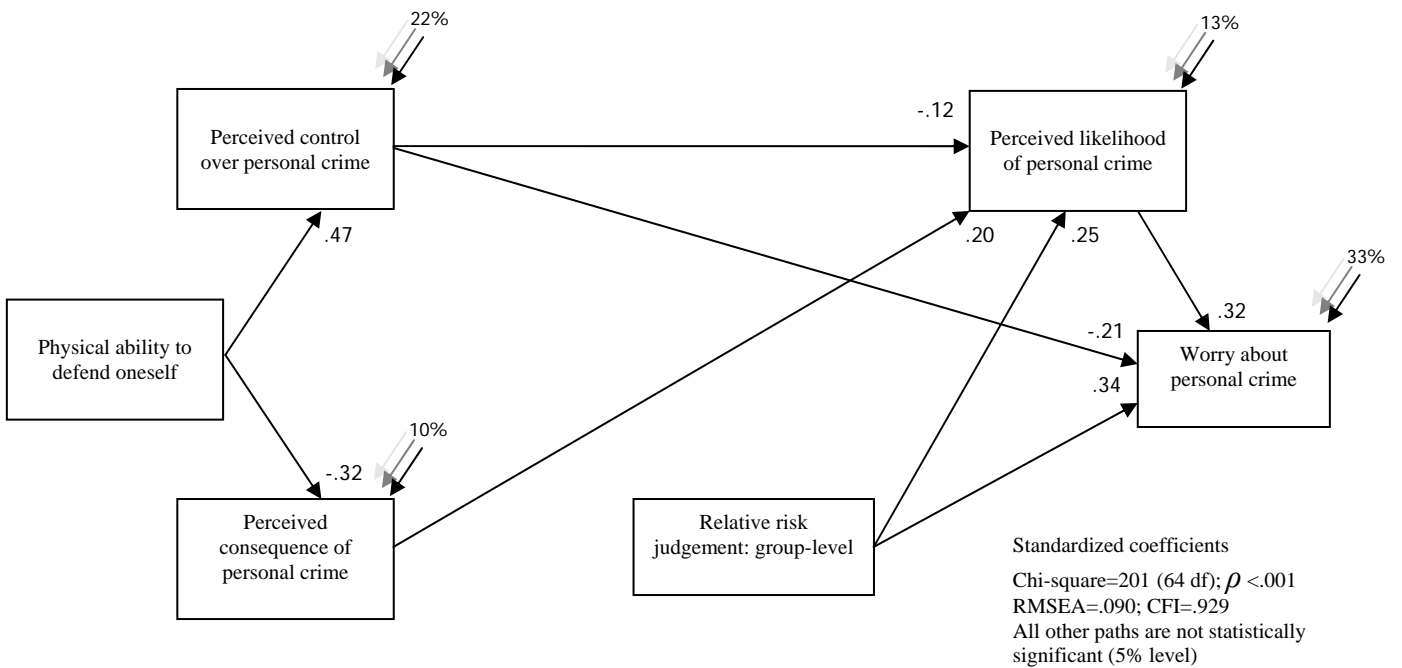 22%
13%
Perceived control
over personal crime
-.12
Perceived likelihood
of personal crime
.47
.20
.25
33%
Physical ability to
defend oneself
.32
-.21
Worry about
personal crime
.34
10%
-.32
Perceived
consequence of
personal crime
Relative risk
judgement: group-level
Standardized coefficients
Chi-square=201 (64 df); ρ <.001
RMSEA=.090; CFI=.929
All other paths are not statistically
significant (5% level)